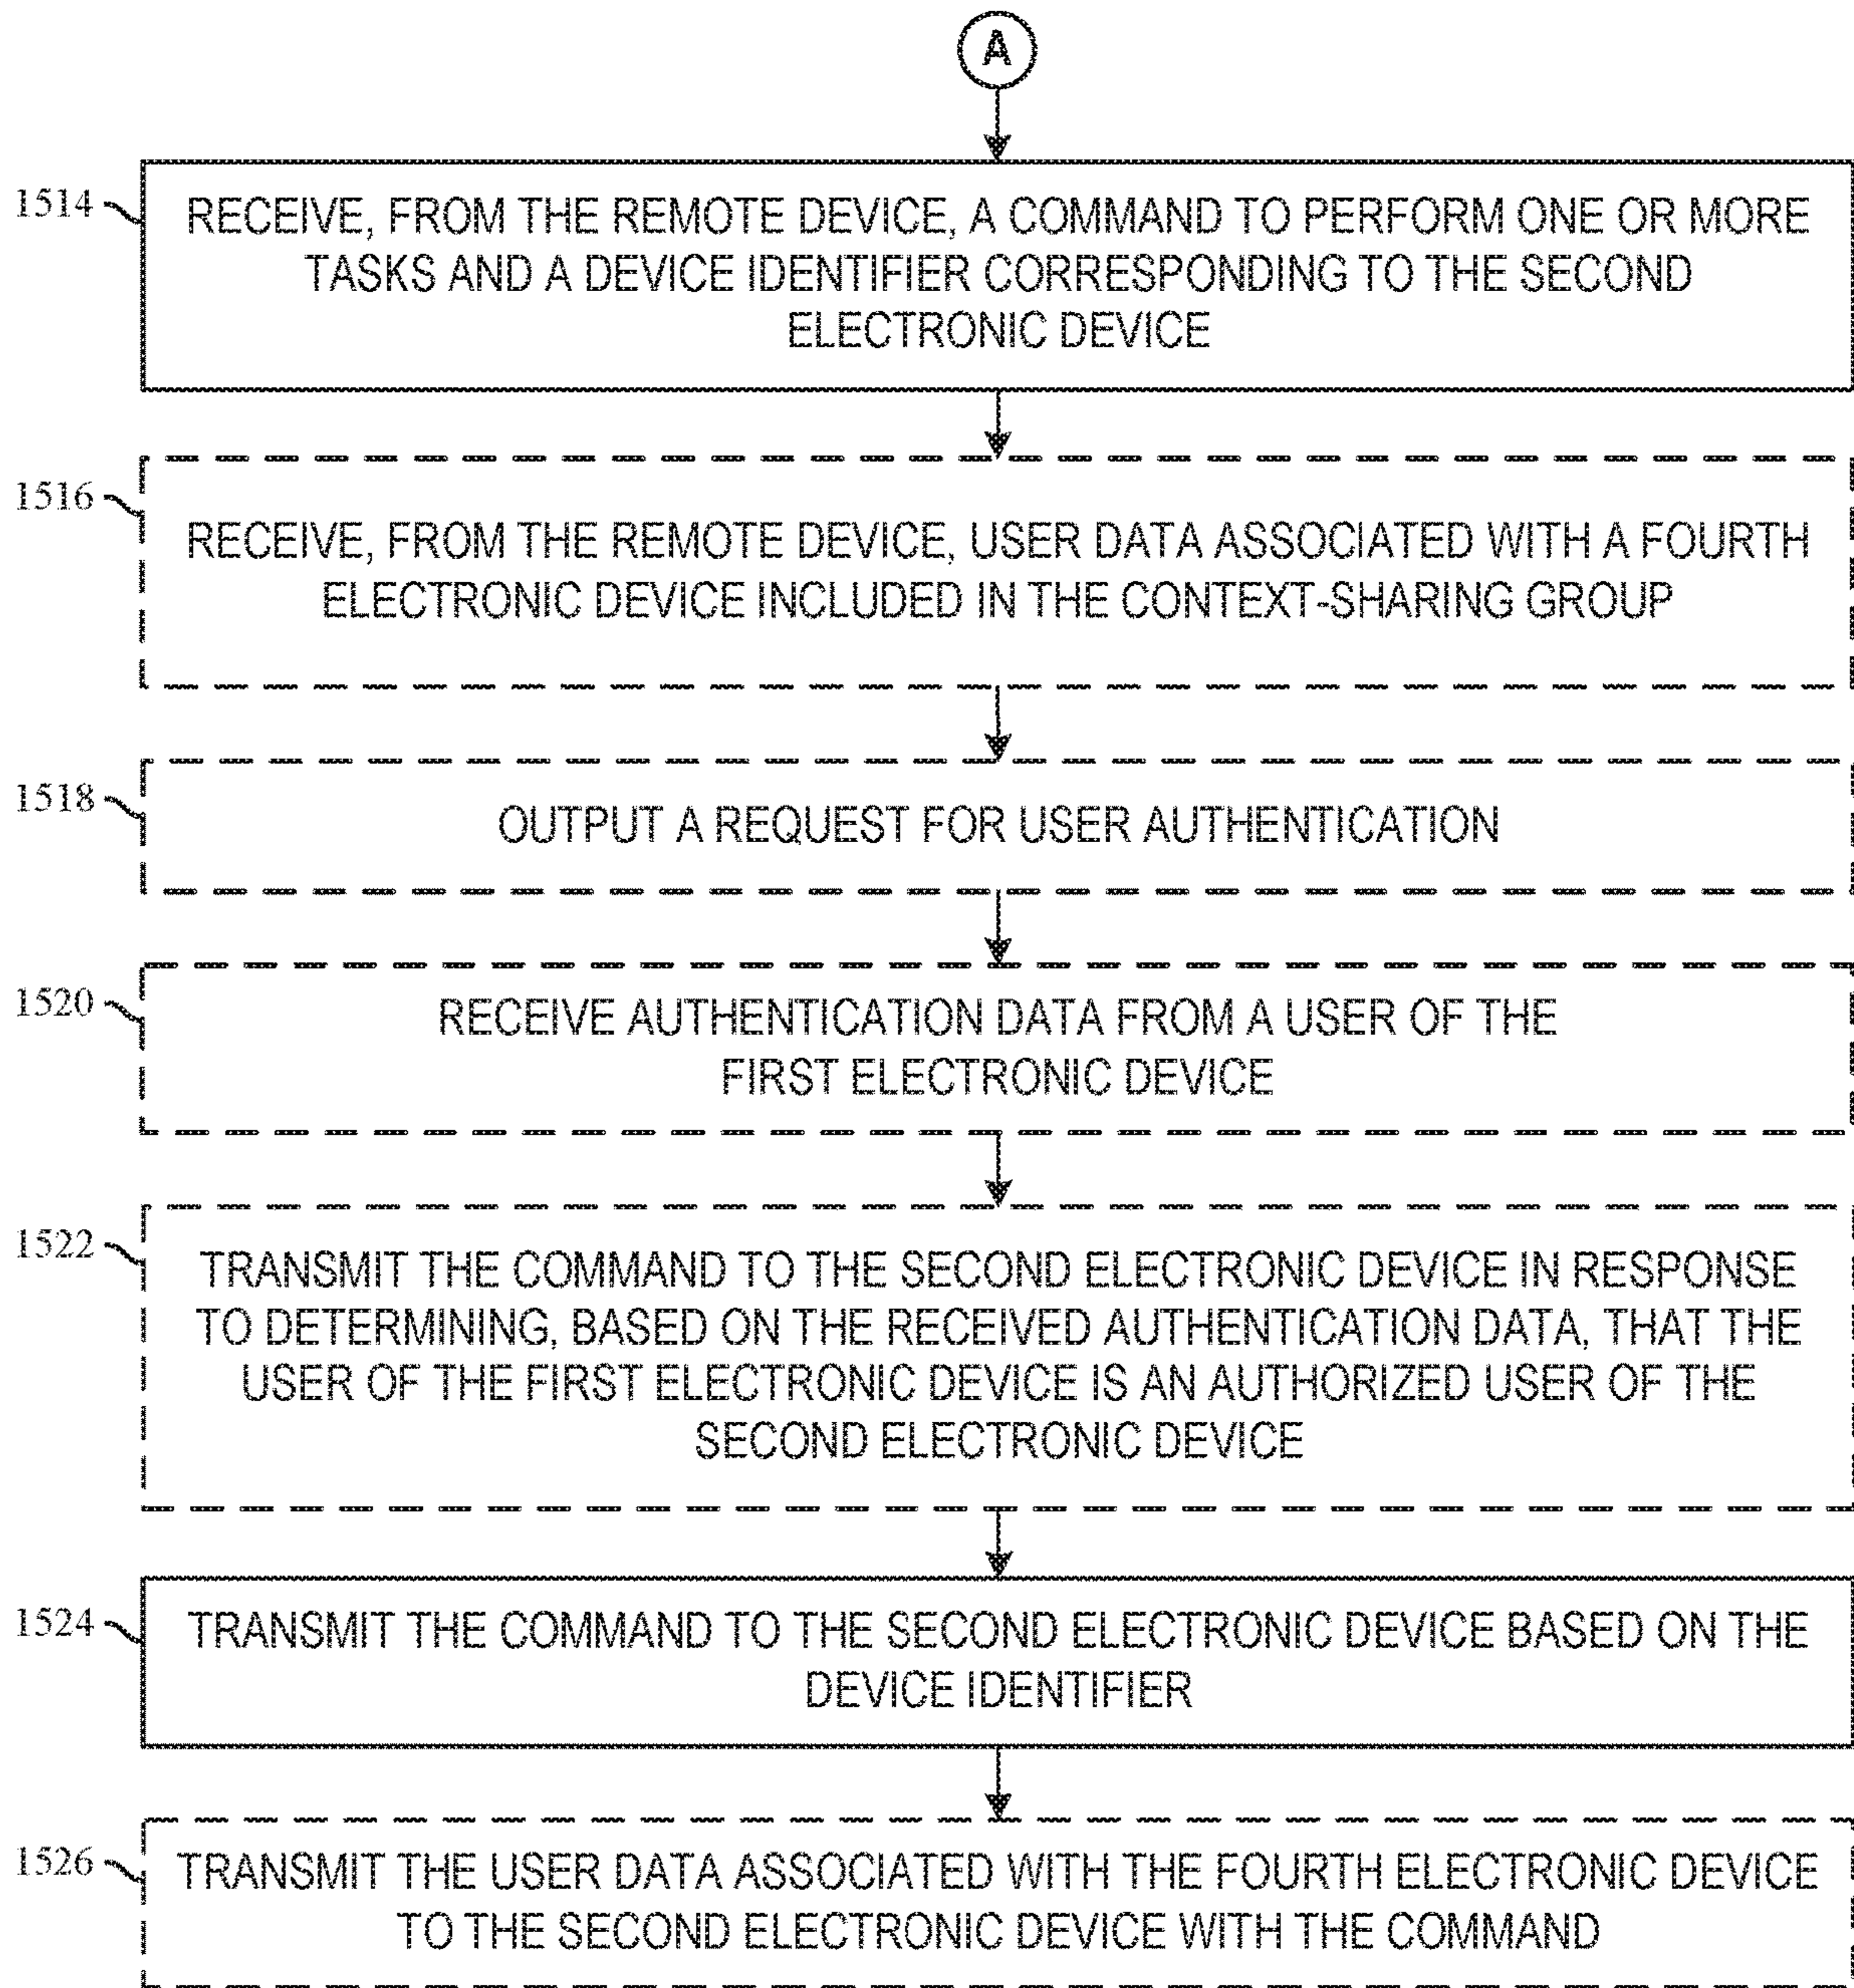 A
1514
RECEIVE, FROM THE REMOTE DEVICE, A COMMAND TO PERFORM ONE OR MORE
TASKS AND A DEVICE IDENTIFIER CORRESPONDING TO THE SECOND
ELECTRONIC DEVICE
1516
RECEIVE, FROM THE REMOTE DEVICE, USER DATA ASSOCIATED WITH A FOURTH
ELECTRONIC DEVICE INCLUDED IN THE CONTEXT-SHARING GROUP
1518
OUTPUT A REQUEST FOR USER AUTHENTICATION
1520
RECEIVE AUTHENTICATION DATA FROM A USER OF THE
FIRST ELECTRONIC DEVICE
1522
TRANSMIT THE COMMAND TO THE SECOND ELECTRONIC DEVICE IN RESPONSE
TO DETERMINING, BASED ON THE RECEIVED AUTHENTICATION DATA, THAT THE
USER OF THE FIRST ELECTRONIC DEVICE IS AN AUTHORIZED USER OF THE
SECOND ELECTRONIC DEVICE
1524
TRANSMIT THE COMMAND TO THE SECOND ELECTRONIC DEVICE BASED ON THE
DEVICE IDENTIFIER
1526
TRANSMIT THE USER DATA ASSOCIATED WITH THE FOURTH ELECTRONIC DEVICE
TO THE SECOND ELECTRONIC DEVICE WITH THE COMMAND